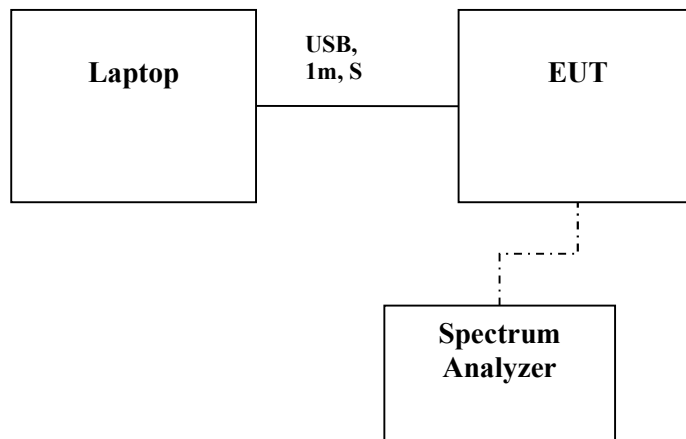 Laptop
USB,
1m, S
EUT
Spectrum
Analyzer